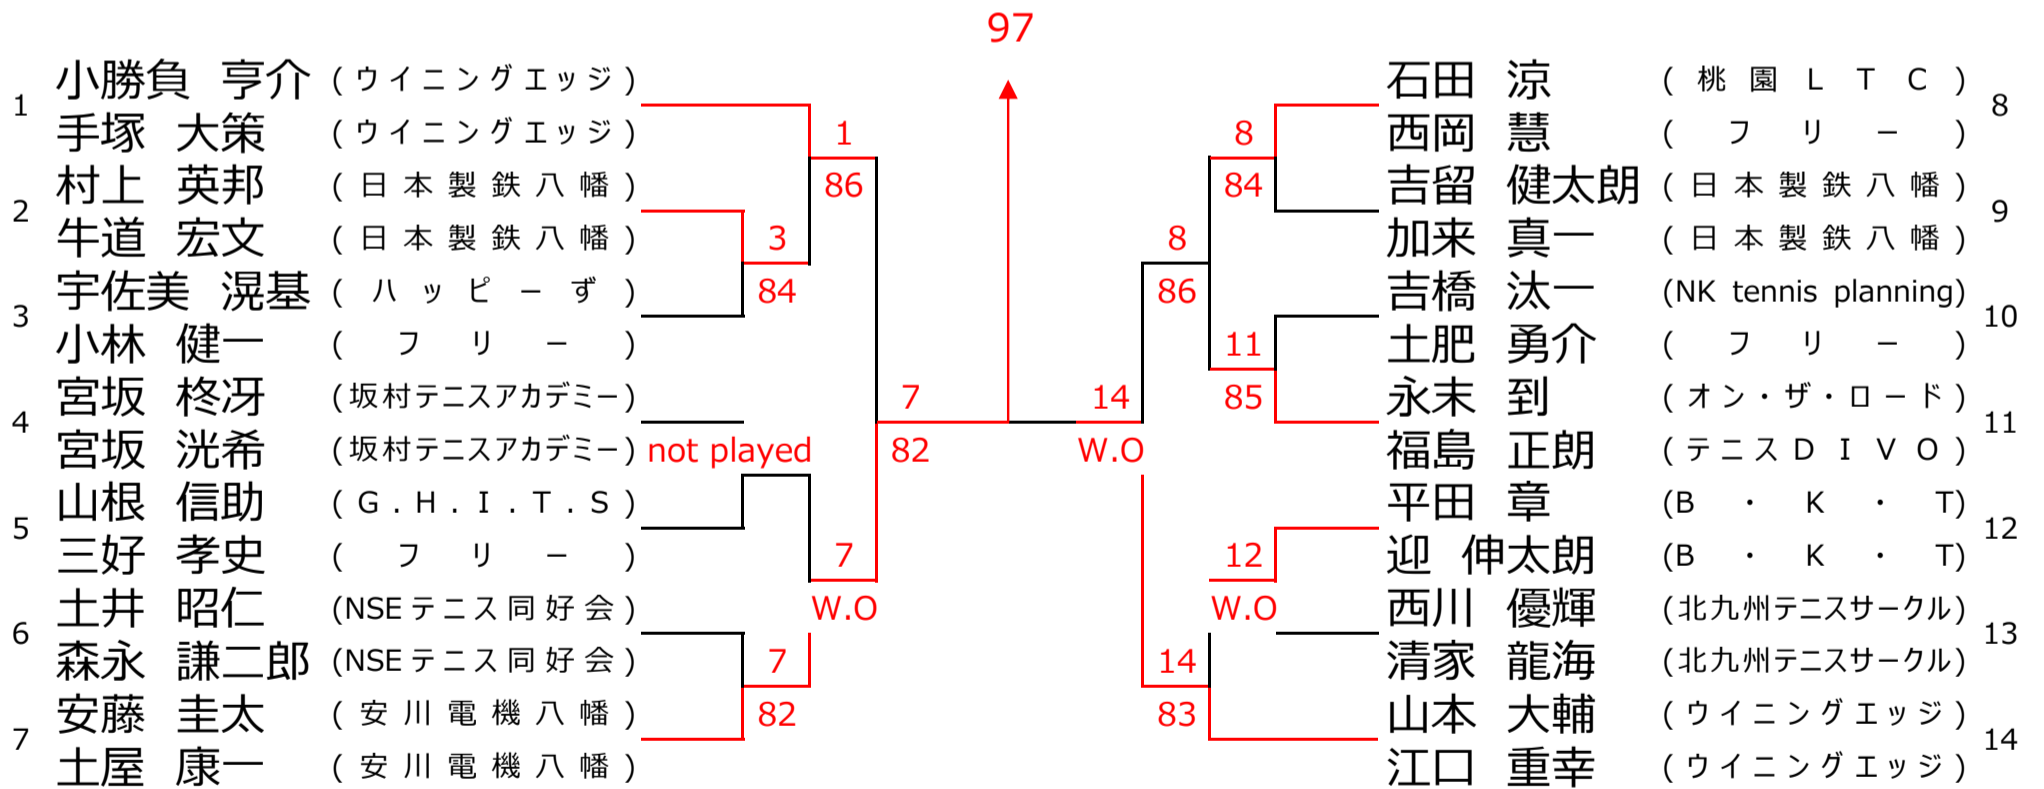 97
1
小勝負 亨介 (ウイニングエッジ)
手塚 大策 (ウイニングエッジ)
2
村上 英邦 (日本製鉄八幡)
牛道 宏文 (日本製鉄八幡)
3
宇佐美 滉基 (ハッピーず)
小林 健一 (フリー)
4
宮坂 柊冴 (坂村テニスアカデミー)
宮坂 洸希 (坂村テニスアカデミー)
5
山根 信助 (G.H.I.T.S)
三好 孝史 (フリー)
6
土井 昭仁 (NSEテニス同好会)
森永 謙二郎 (NSEテニス同好会)
7
安藤 圭太 (安川電機八幡)
土屋 康一 (安川電機八幡)
1
86
3
84
not played
7
W.O
7
82
7
82
14
W.O
8
86
8
84
11
85
12
W.O
14
83
石田 涼 (桃園LTC)
西岡 慧 (フリー)
8
吉留 健太朗 (日本製鉄八幡)
加来 真一 (日本製鉄八幡)
9
吉橋 汰一 (NK tennis planning)
土肥 勇介 (フリー)
10
永末 到 (オン・ザ・ロード)
福島 正朗 (テニスDIVO)
11
平田 章 (B・K・T)
迎 伸太朗 (B・K・T)
12
西川 優輝 (北九州テニスサークル)
清家 龍海 (北九州テニスサークル)
13
山本 大輔 (ウイニングエッジ)
江口 重幸 (ウイニングエッジ)
14